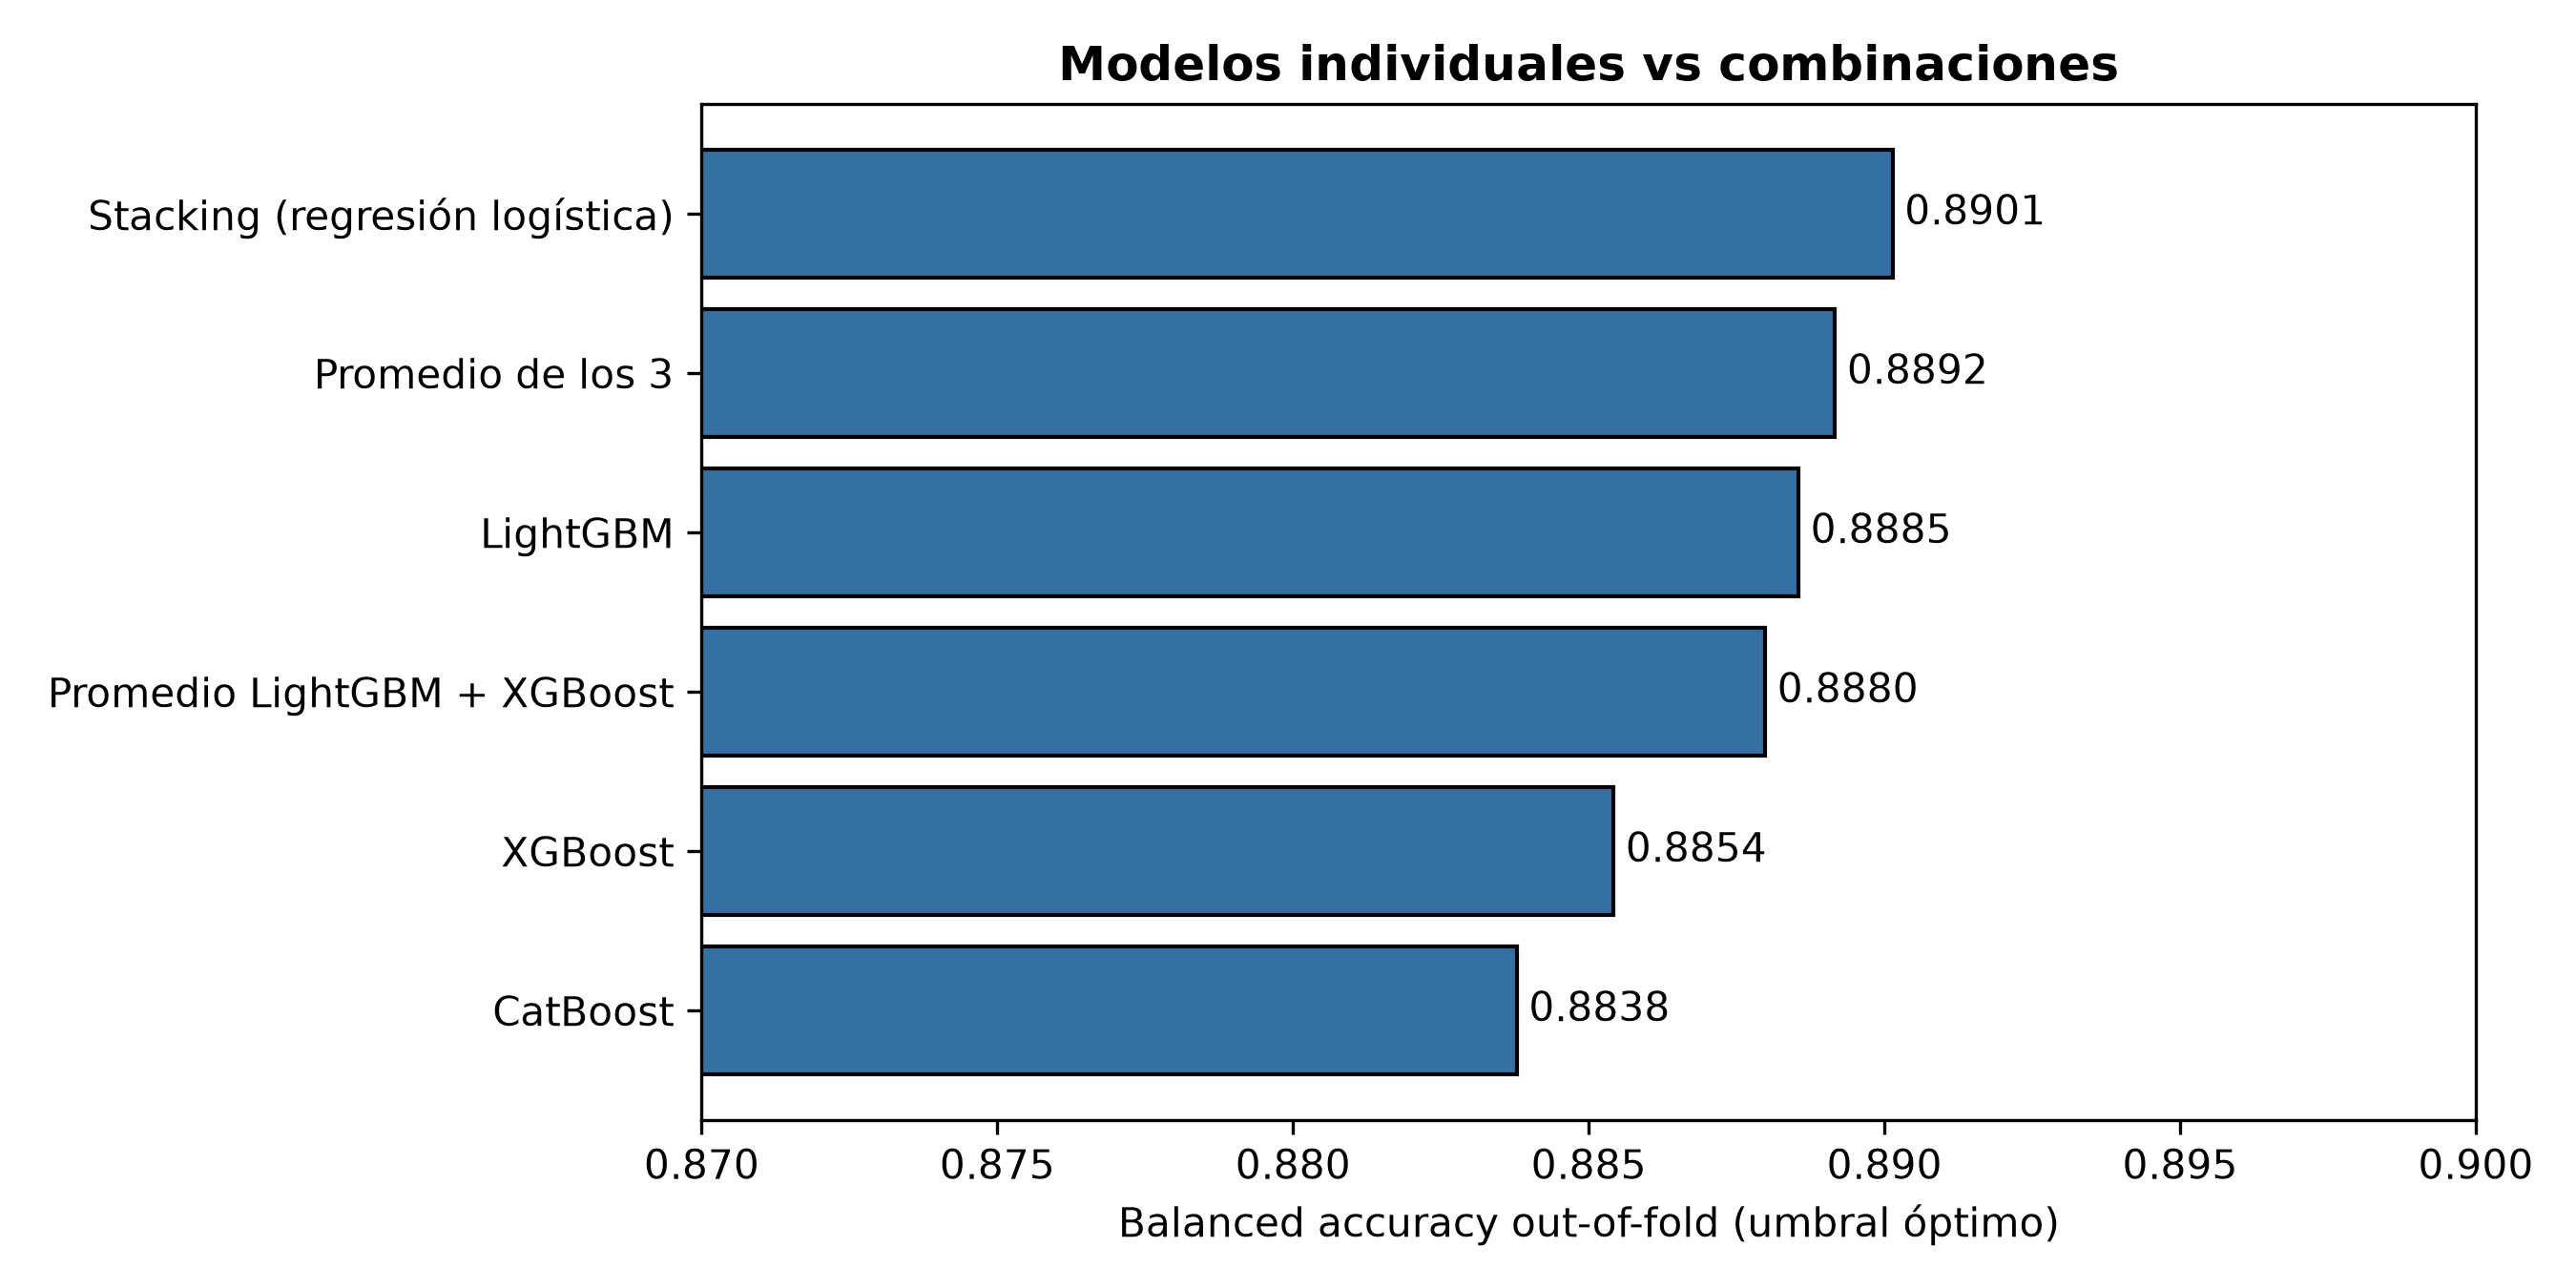 Modelos individuales vs combinaciones
Stacking (regresión logística) 0.8901
Promedio de los 3 0.8892
LightGBM 0.8885
Promedio LightGBM + XGBoost 0.8880
XGBoost 0.8854
CatBoost 0.8838
0.870 0.875 0.880 0.885 0.890 0.895 0.900
Balanced accuracy out-of-fold (umbral óptimo)